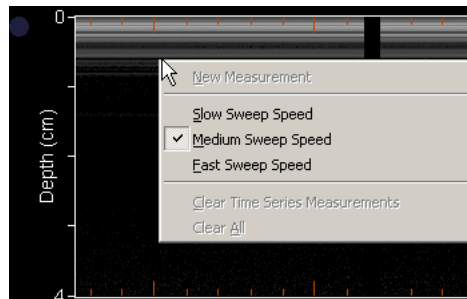 0
Depth (cm)
4
New Measurement
Slow Sweep Speed
Medium Sweep Speed
Fast Sweep Speed
Clear Time Series Measurements
Clear All